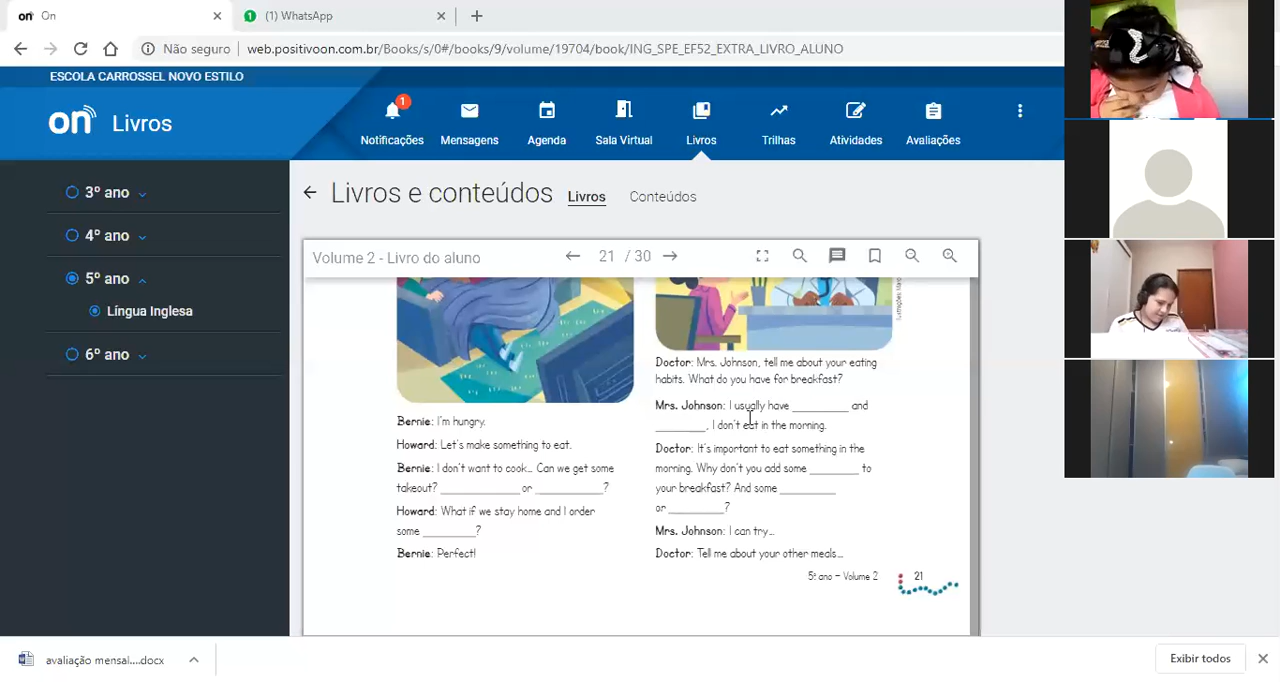 on On
1 (1) WhatsApp
Não seguro web.positivoon.com.br/Books/s/0#/books/9/volume/19704/book/ING_SPE_EF52_EXTRA_LIVRO_ALUNO
ESCOLA CARROSSEL NOVO ESTILO
on Livros
1
Notificações Mensagens Agenda Sala Virtual Livros Trilhas Atividades Avaliações
3º ano
4º ano
5º ano
Língua Inglesa
6º ano
Livros e conteúdos Livros Conteúdos
Volume 2 - Livro do aluno 21 / 30
Bernie: I'm hungry.
Howard: Let's make something to eat.
Bernie: I don't want to cook... Can we get some
takeout? ____________ or __________?
Howard: What if we stay home and I order
some ________?
Bernie: Perfect!
Doctor: Mrs. Johnson, tell me about your eating
habits. What do you have for breakfast?
Mrs. Johnson: I usually have _________ and
________. I don't eat in the morning.
Doctor: It's important to eat something in the
morning. Why don't you add some ________ to
your breakfast? And some _________
or _________?
Mrs. Johnson: I can try...
Doctor: Tell me about your other meals...
5º ano – Volume 2 21
avaliação mensal....docx
Exibir todos